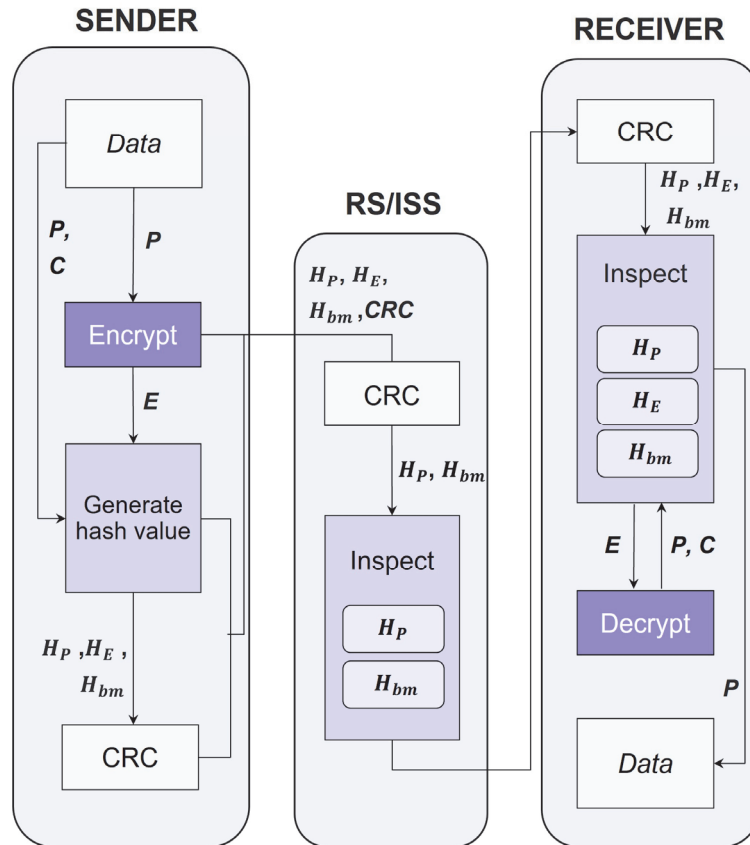 SENDER
Data
P,
C
P
Encrypt
E
Generate
hash value
H_P ,H_E ,
H_bm
CRC
RS/ISS
H_P, H_E,
H_bm ,CRC
CRC
H_P, H_bm
Inspect
H_P
H_bm
RECEIVER
CRC
H_P ,H_E,
H_bm
Inspect
H_P
H_E
H_bm
E
P, C
Decrypt
P
Data